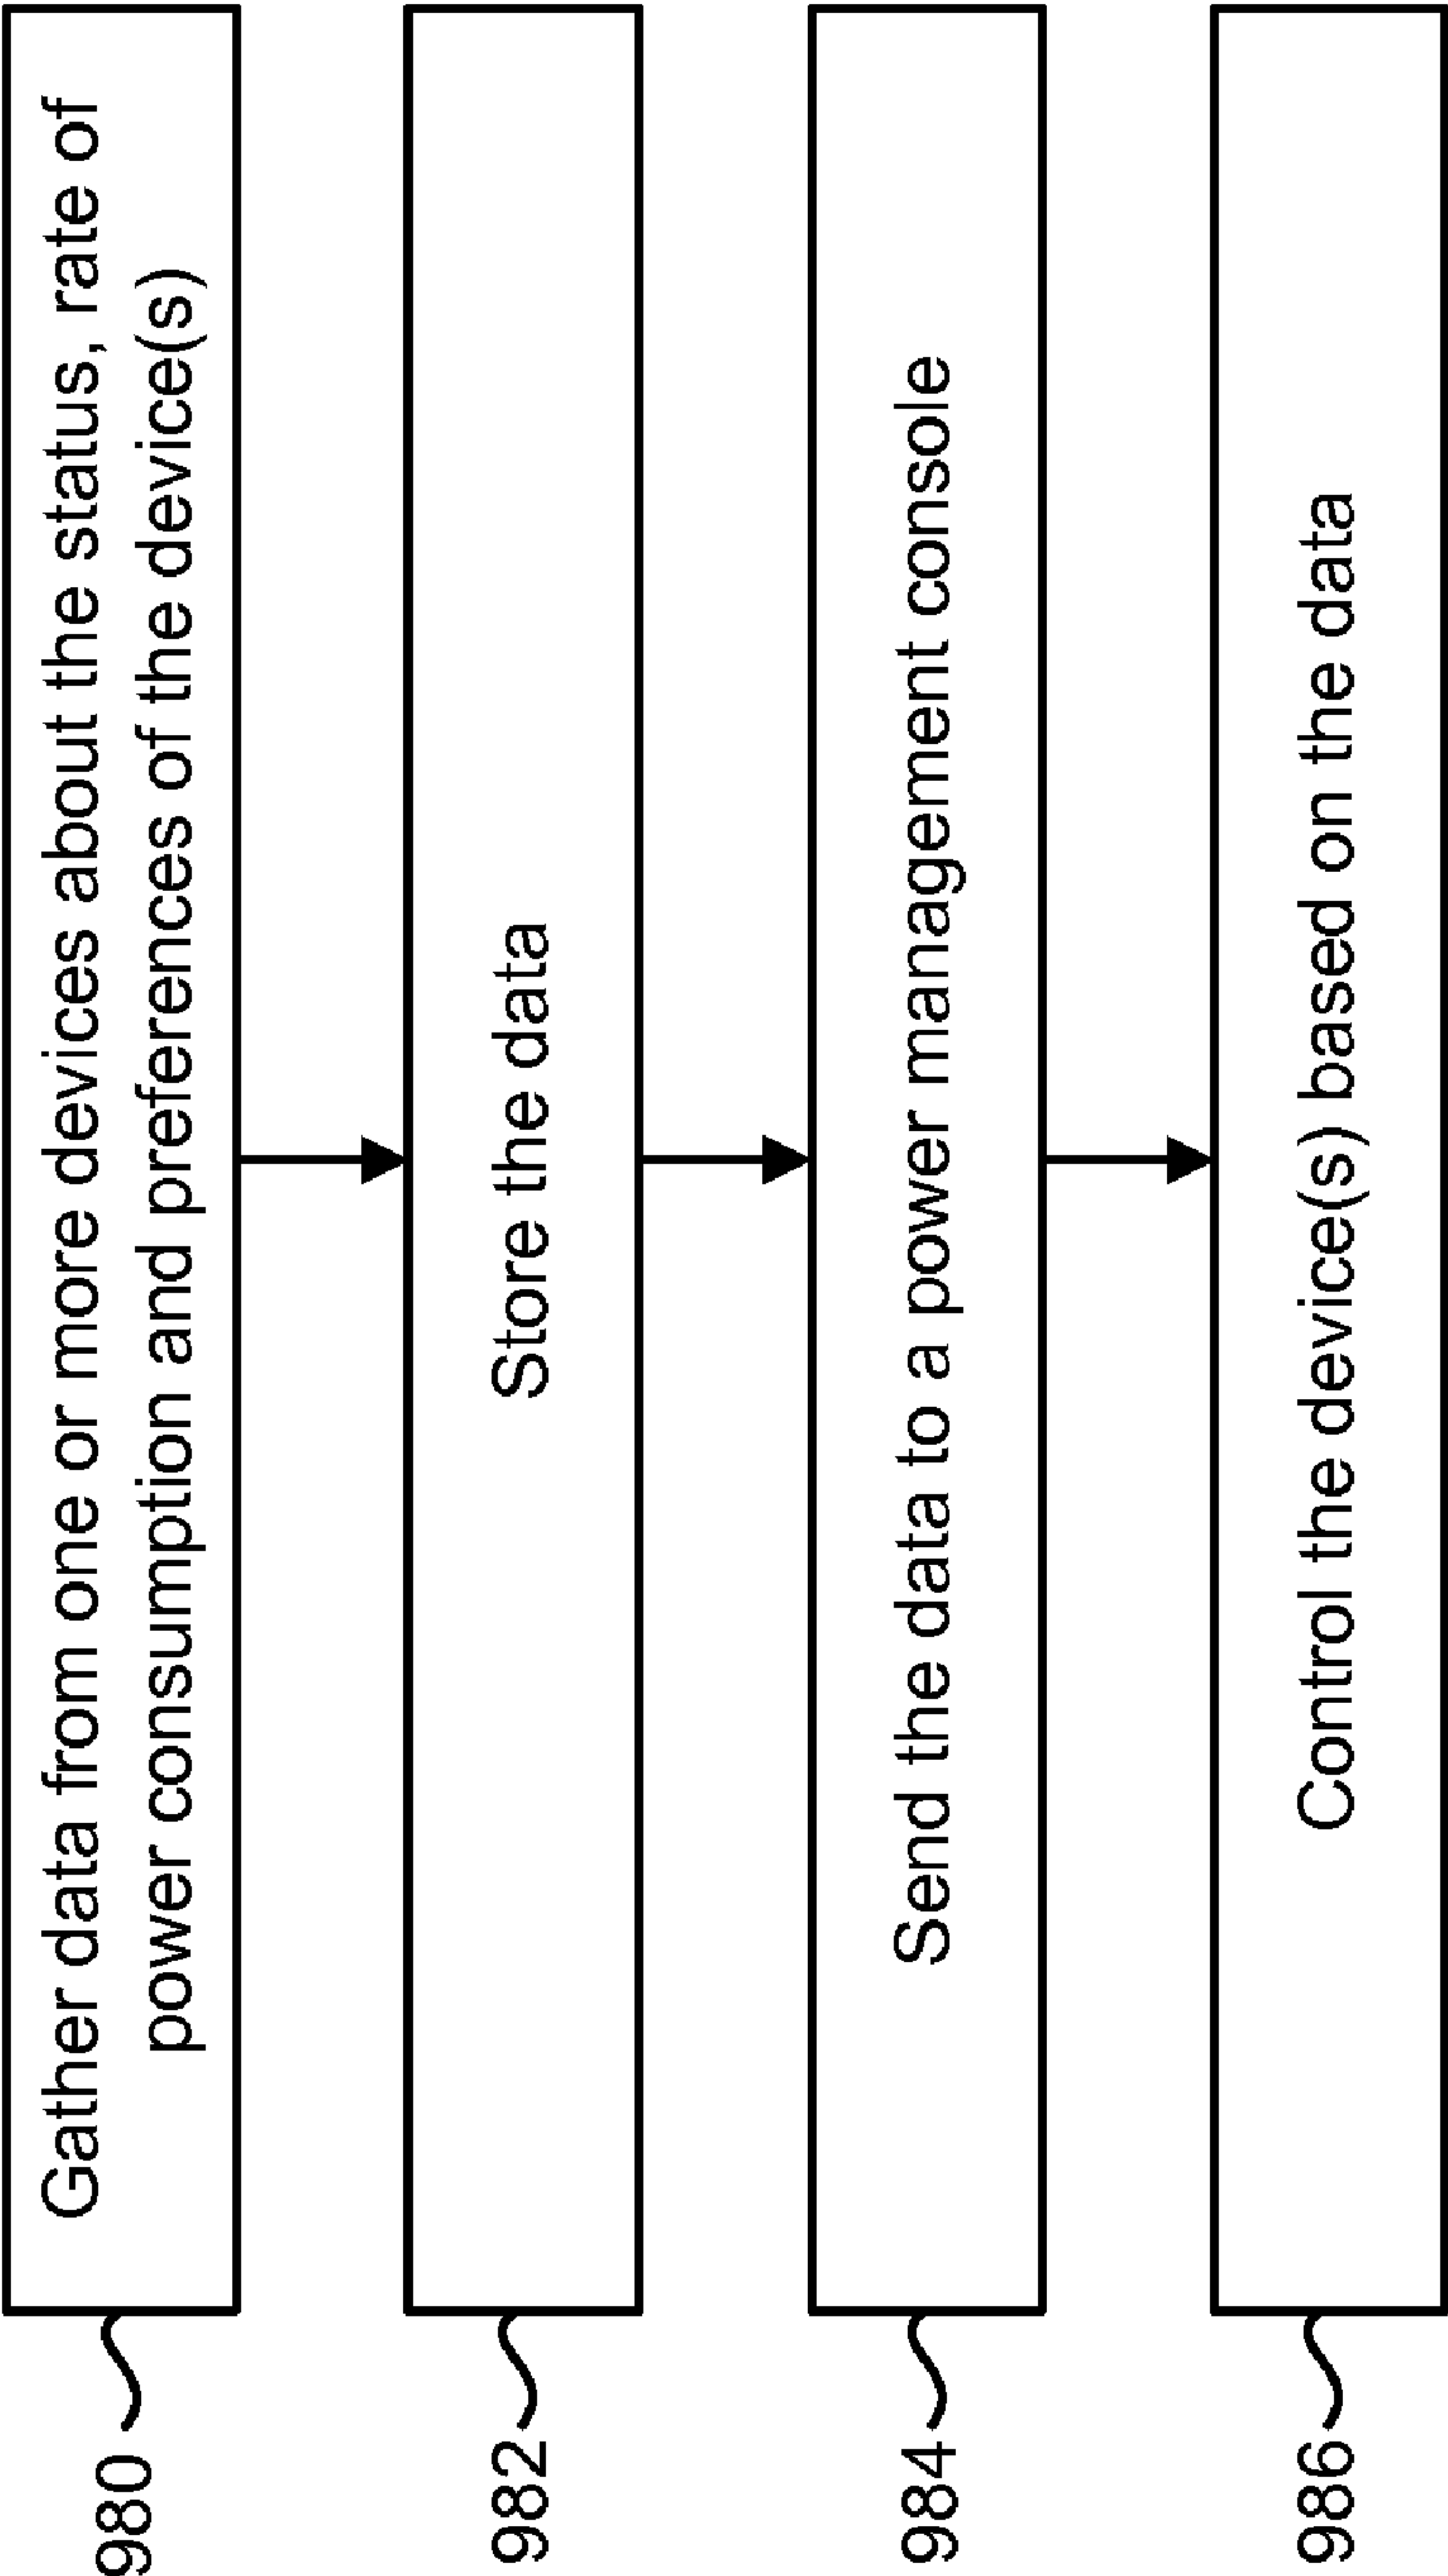 980
Gather data from one or more devices about the status, rate of
power consumption and preferences of the device(s)
982
Store the data
984
Send the data to a power management console
986
Control the device(s) based on the data